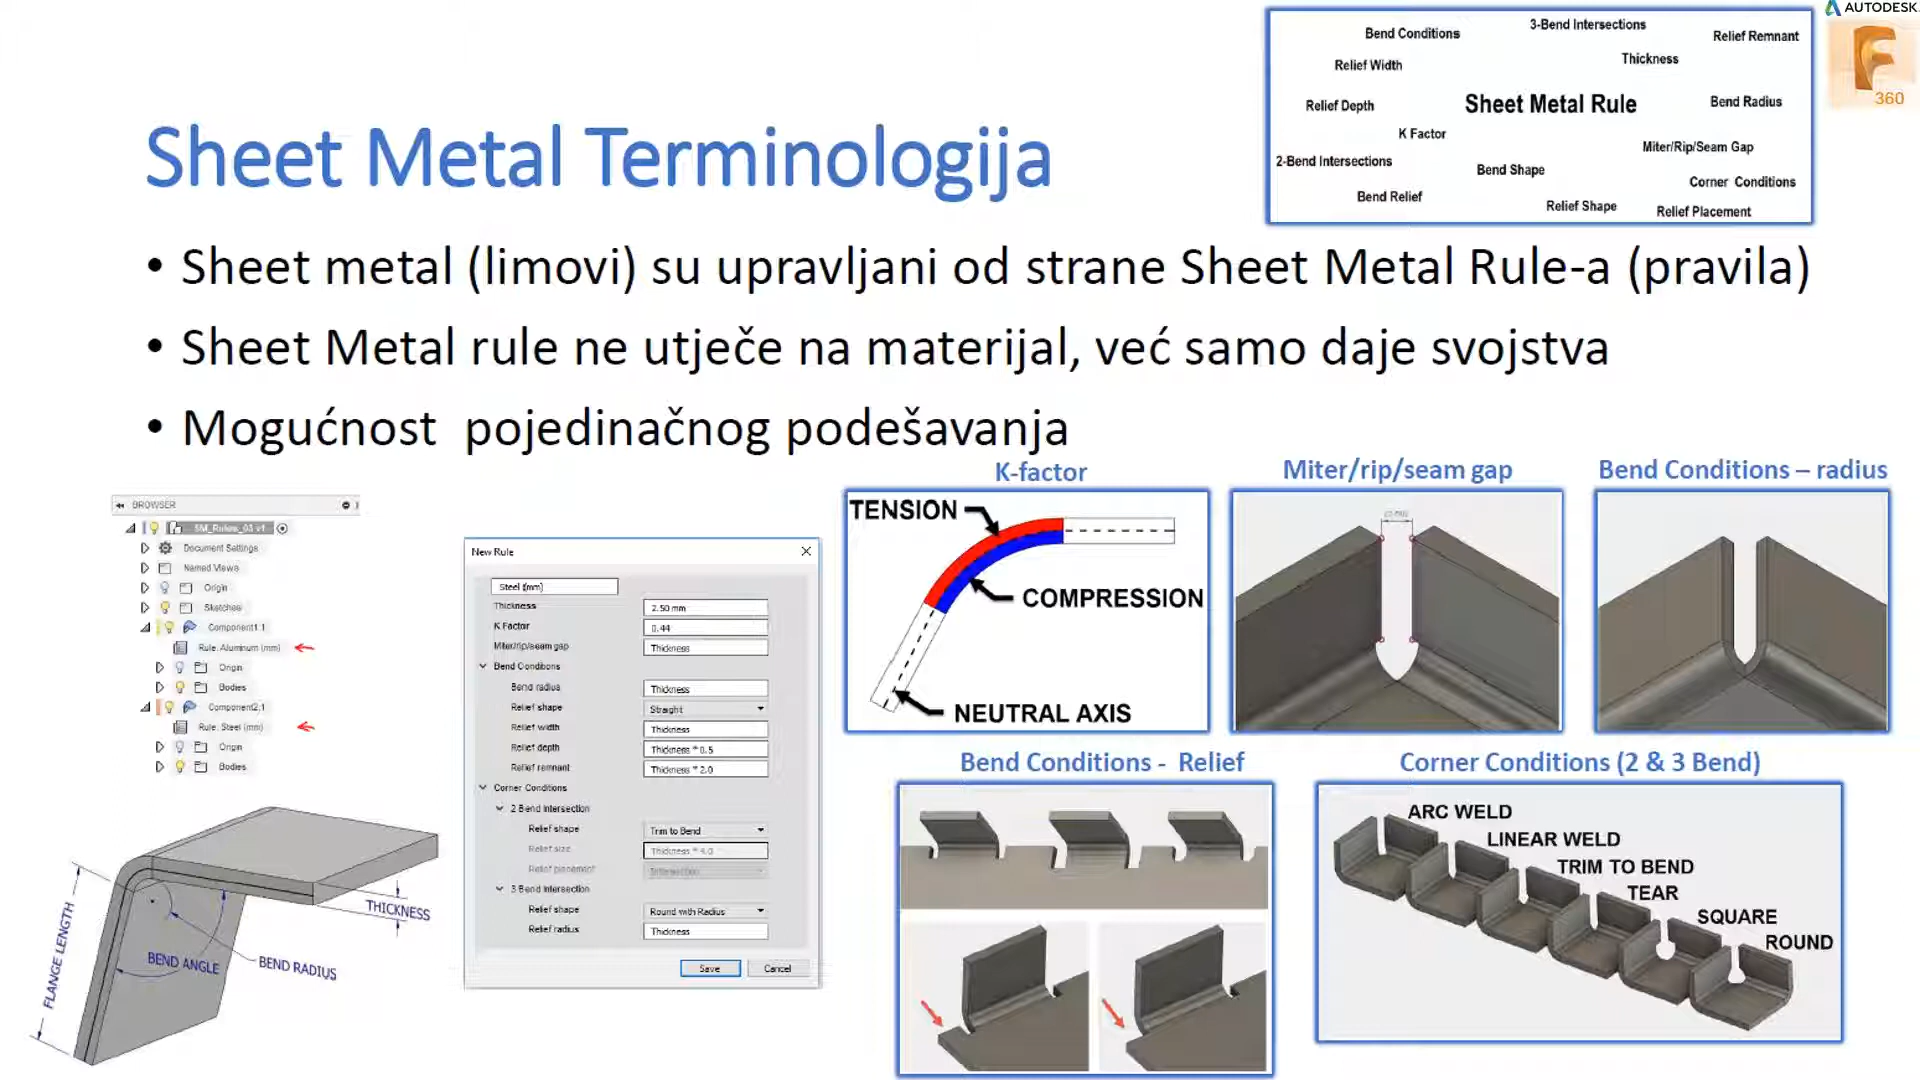 AUTODESK
360
3-Bend Intersections
Bend Conditions
Relief Remnant
Relief Width
Thickness
Relief Depth
Sheet Metal Rule
Bend Radius
K Factor
Miter/Rip/Seam Gap
2-Bend Intersections
Bend Shape
Corner Conditions
Bend Relief
Relief Shape
Relief Placement
Sheet Metal Terminologija
• Sheet metal (limovi) su upravljani od strane Sheet Metal Rule-a (pravila)
• Sheet Metal rule ne utječe na materijal, već samo daje svojstva
• Mogućnost pojedinačnog podešavanja
BROWSER
SM_Rules_03 v1
Document Settings
Named Views
Origin
Sketches
Component1:1
Rule: Aluminum (mm)
Origin
Bodies
Component2:1
Rule: Steel (mm)
Origin
Bodies
FLANGE LENGTH
BEND ANGLE
BEND RADIUS
THICKNESS
New Rule
Steel (mm)
Thickness 2.50 mm
K Factor 0.44
Miter/rip/seam gap Thickness
Bend Conditions
Bend radius Thickness
Relief shape Straight
Relief width Thickness
Relief depth Thickness * 0.5
Relief remnant Thickness * 2.0
Corner Conditions
2 Bend Intersection
Relief shape Trim to Bend
Relief size Thickness * 4.0
Relief placement Intersection
3 Bend Intersection
Relief shape Round with Radius
Relief radius Thickness
Save Cancel
K-factor
TENSION
COMPRESSION
NEUTRAL AXIS
Miter/rip/seam gap
Bend Conditions – radius
Bend Conditions - Relief
Corner Conditions (2 & 3 Bend)
ARC WELD
LINEAR WELD
TRIM TO BEND
TEAR
SQUARE
ROUND